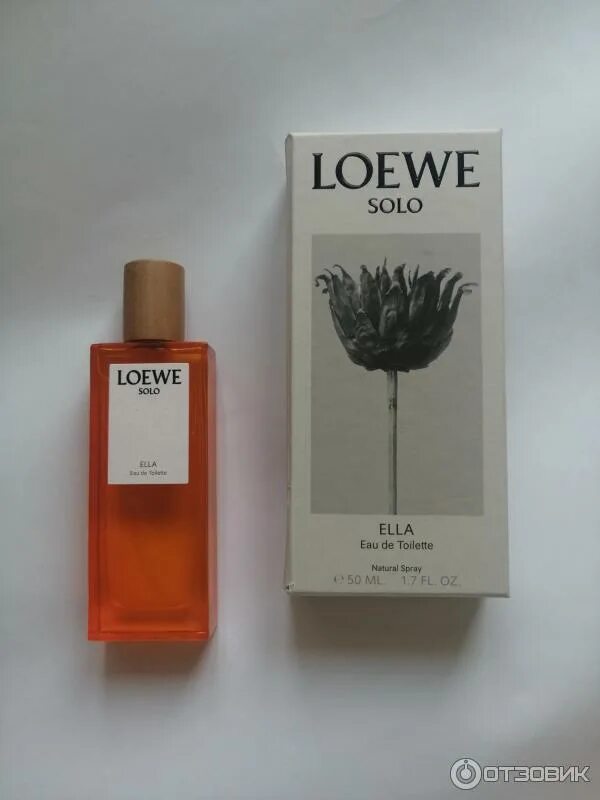 LOEWE
SOLO
ELLA
Eau de Toilette
LOEWE
SOLO
ELLA
Eau de Toilette
Natural Spray
℮ 50 ML. 1.7 FL. OZ.
ОТЗОВИК